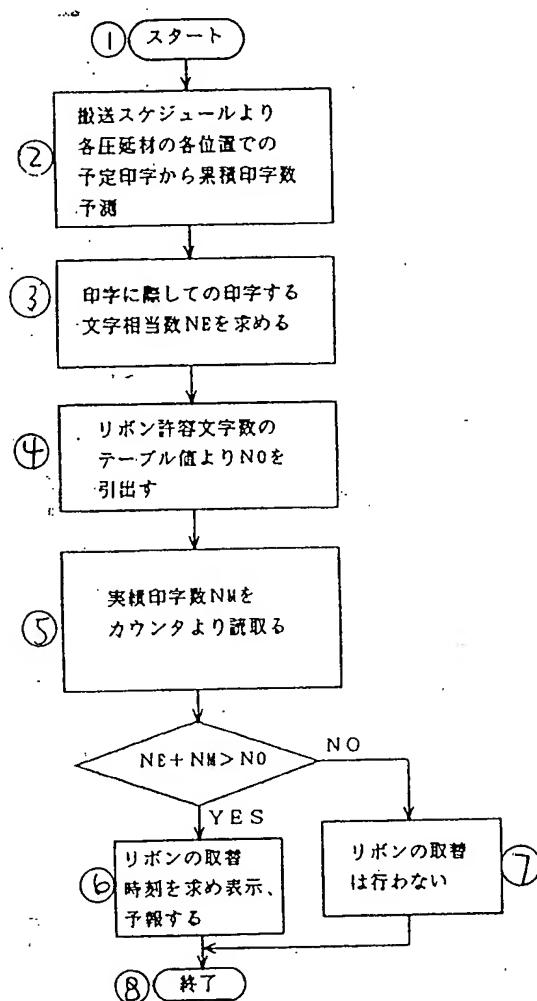 ① スタート
② 搬送スケジュールより
各圧延材の各位置での
予定印字から累積印字数
予測
③ 印字に際しての印字する
文字相当数NEを求める
④ リボン許容文字数の
テーブル値よりN0を
引出す
⑤ 実績印字数NMを
カウンタより読取る
NE+NM>N0
NO
YES
⑥ リボンの取替
時刻を求め表示、
予報する
リボンの取替
は行わない ⑦
⑧ 終了